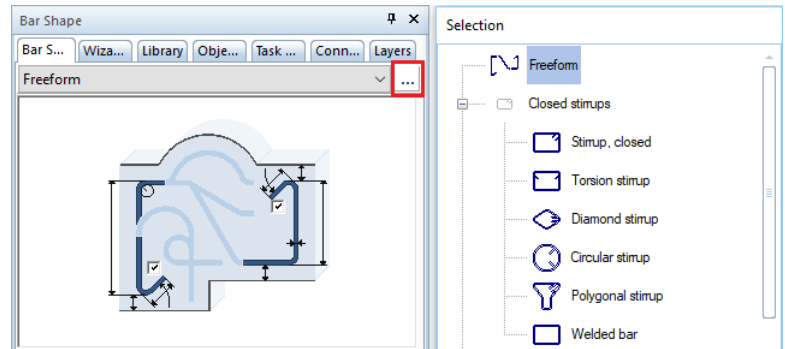 Bar Shape
Bar S... Wiza... Library Obje... Task ... Conn... Layers
Freeform ...
Selection
Freeform
Closed stirrups
Stirrup, closed
Torsion stirrup
Diamond stirrup
Circular stirrup
Polygonal stirrup
Welded bar